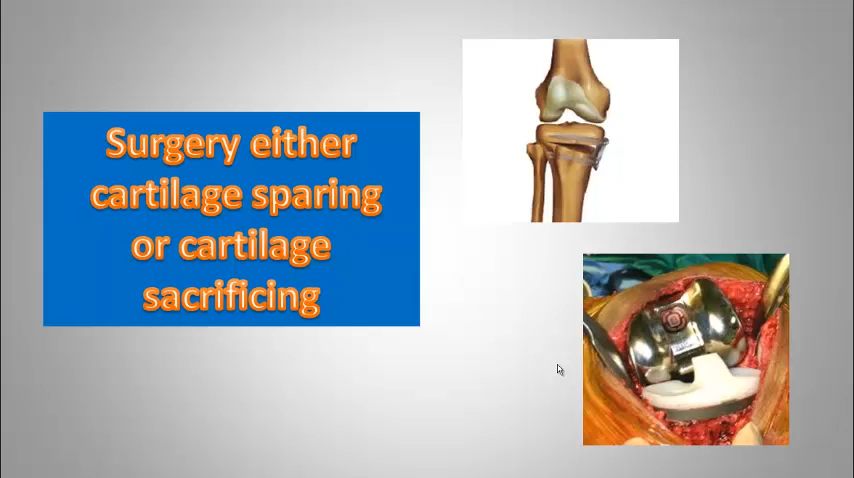 Surgery either
cartilage sparing
or cartilage
sacrificing